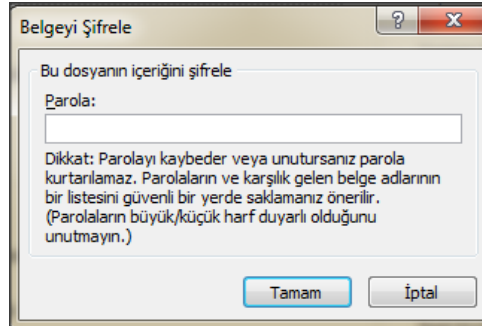 Belgeyi Şifrele
Bu dosyanın içeriğini şifrele
Parola:
Dikkat: Parolayı kaybeder veya unutursanız parola
kurtarılamaz. Parolaların ve karşılık gelen belge adlarının
bir listesini güvenli bir yerde saklamanız önerilir.
(Parolaların büyük/küçük harf duyarlı olduğunu
unutmayın.)
Tamam İptal